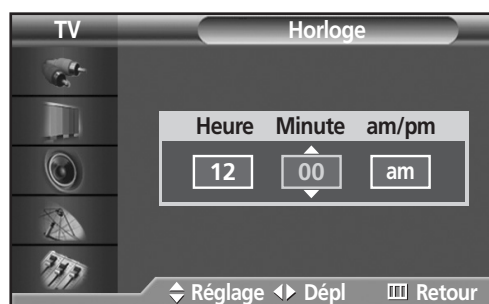 TV Horloge
Heure Minute am/pm
12 00 am
Réglage Dépl Retour